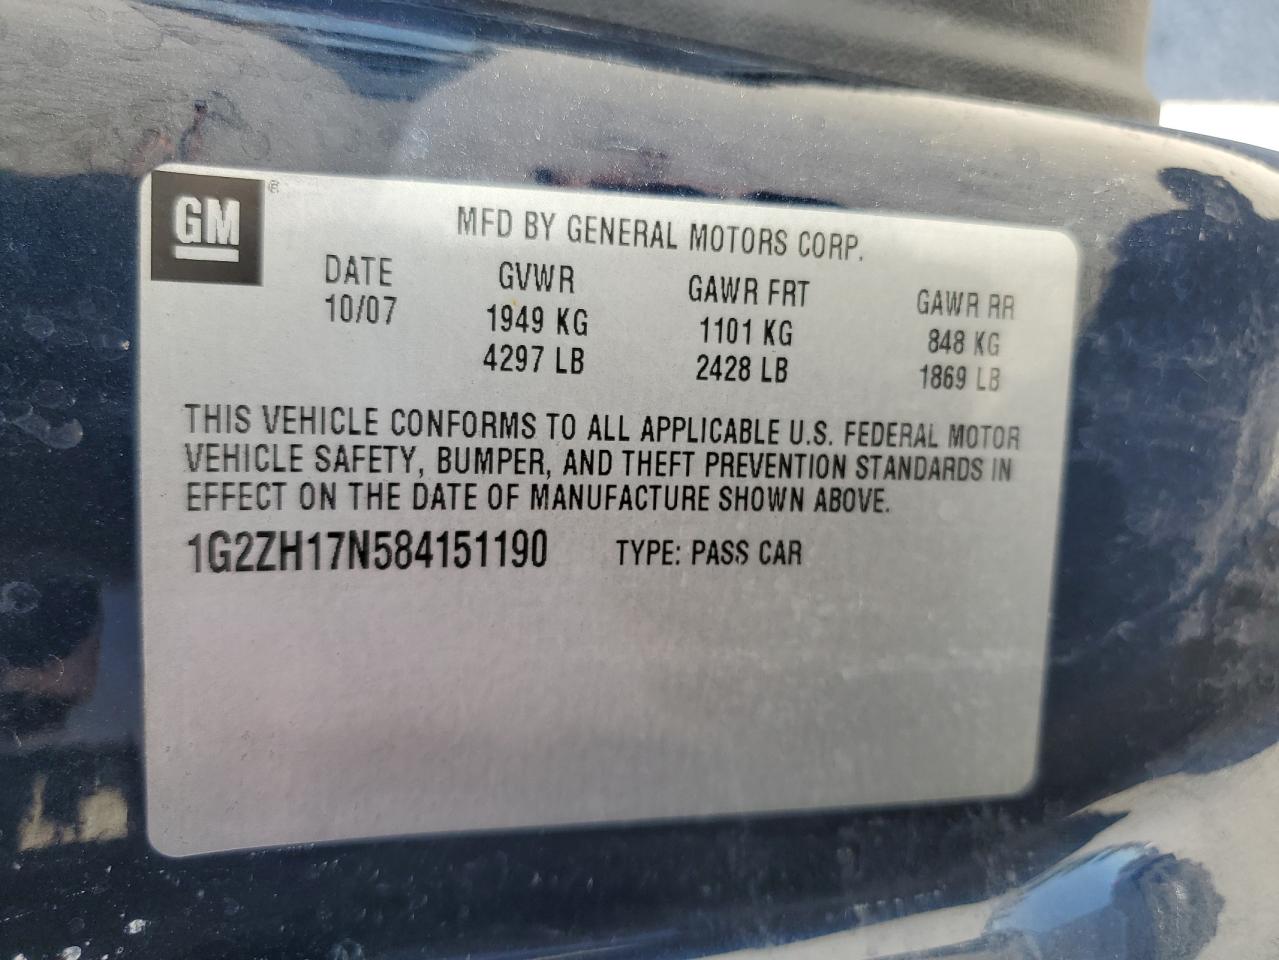 GM ®
MFD BY GENERAL MOTORS CORP.
DATE GVWR GAWR FRT GAWR RR
10/07 1949 KG 1101 KG 848 KG
4297 LB 2428 LB 1869 LB
THIS VEHICLE CONFORMS TO ALL APPLICABLE U.S. FEDERAL MOTOR
VEHICLE SAFETY, BUMPER, AND THEFT PREVENTION STANDARDS IN
EFFECT ON THE DATE OF MANUFACTURE SHOWN ABOVE.
1G2ZH17N584151190 TYPE: PASS CAR